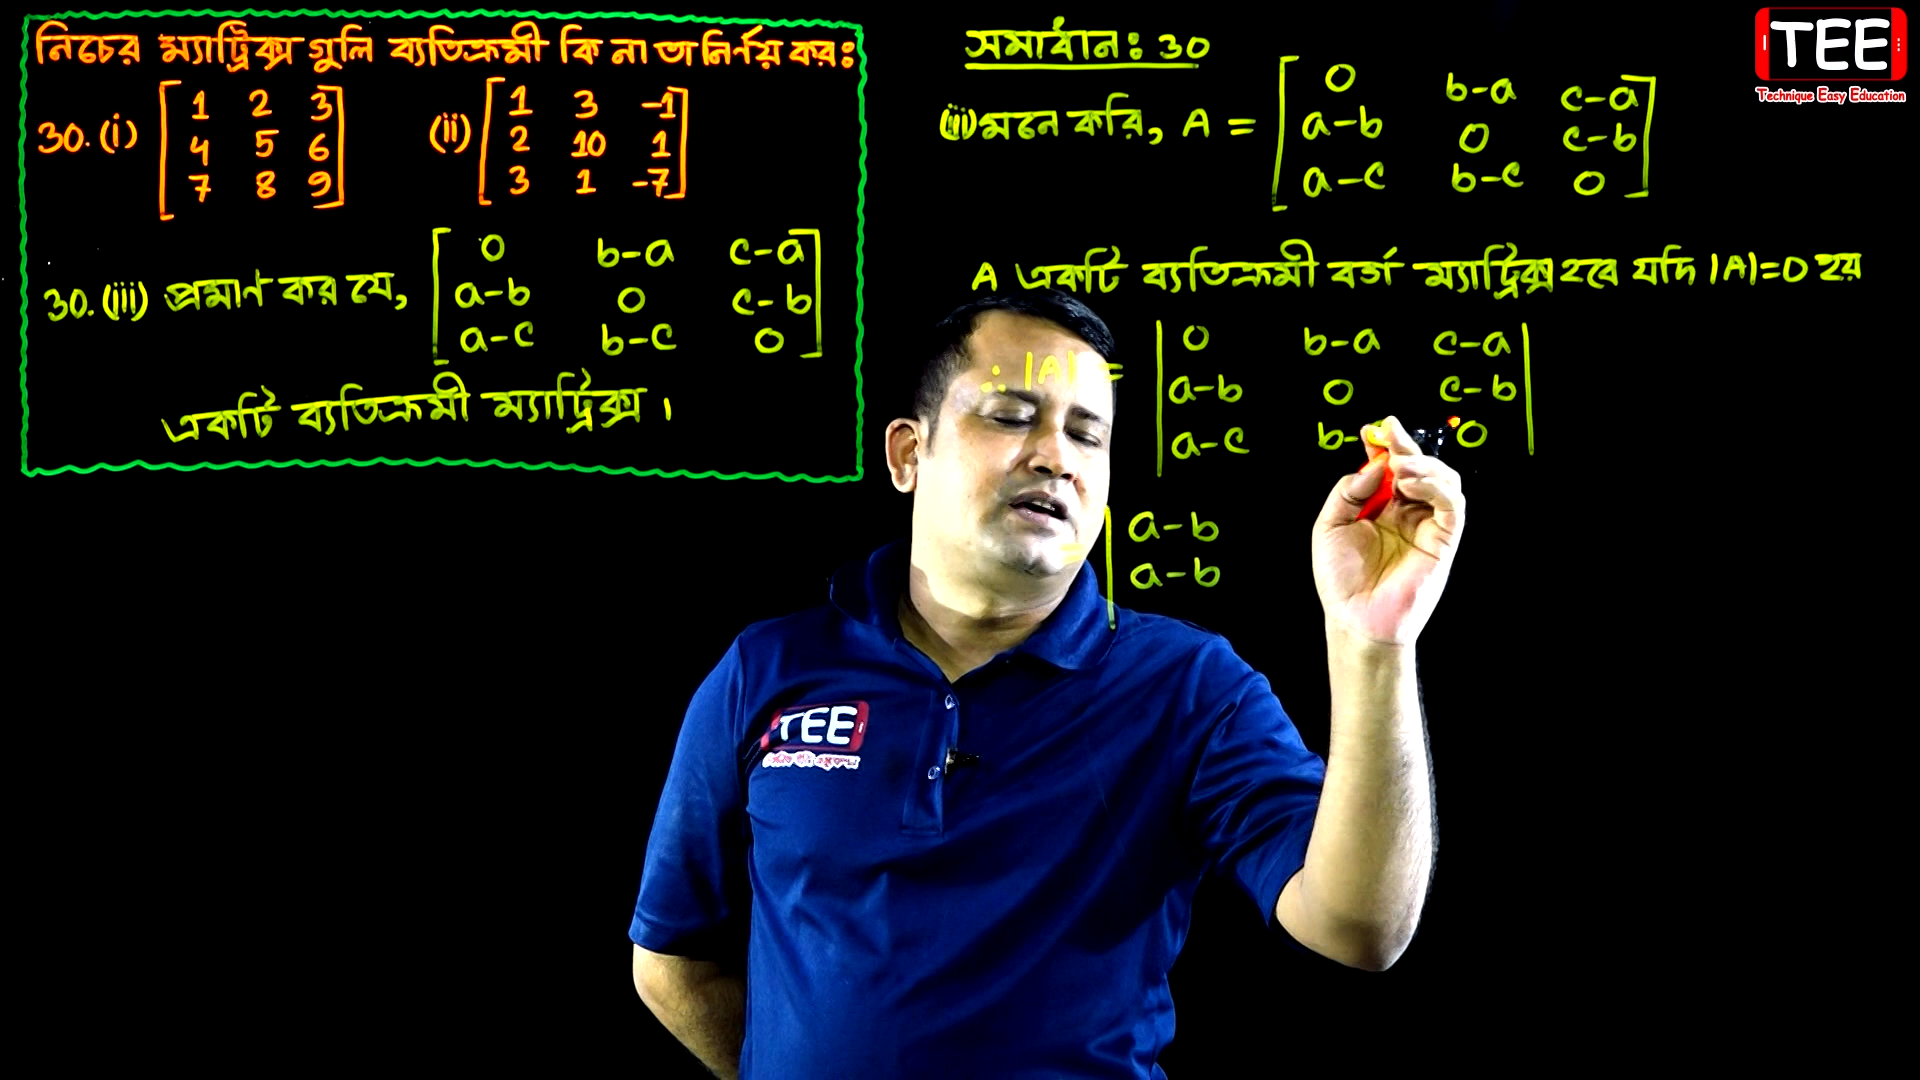 নিচের ম্যাট্রিক্স গুলি ব্যতিক্রমী কি না তা নির্ণয় কর:
30. (i) [1 2 3 (ii) [1 3 -1
4 5 6 2 10 1
7 8 9] 3 1 -7]
30. (iii) প্রমাণ কর যে, [0 b-a c-a
a-b 0 c-b
a-c b-c 0]
একটি ব্যতিক্রমী ম্যাট্রিক্স।
সমাধান: 30
(iii) মনে করি, A = [0 b-a c-a
a-b 0 c-b
a-c b-c 0]
A একটি ব্যতিক্রমী বর্গ ম্যাট্রিক্স হবে যদি |A|=0 হয়
∴ |A| = |0 b-a c-a
a-b 0 c-b
a-c b- 0|
= |a-b
a-b
TEE
Technique Easy Education
TEE